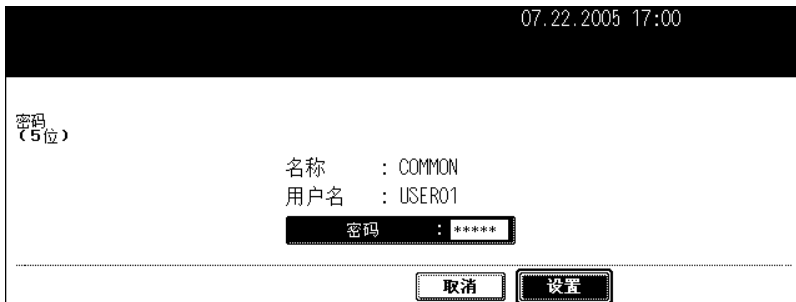 07.22.2005 17:00
密码
(5位)
名称 : COMMON
用户名 : USER01
密码 : *****
取消 设置